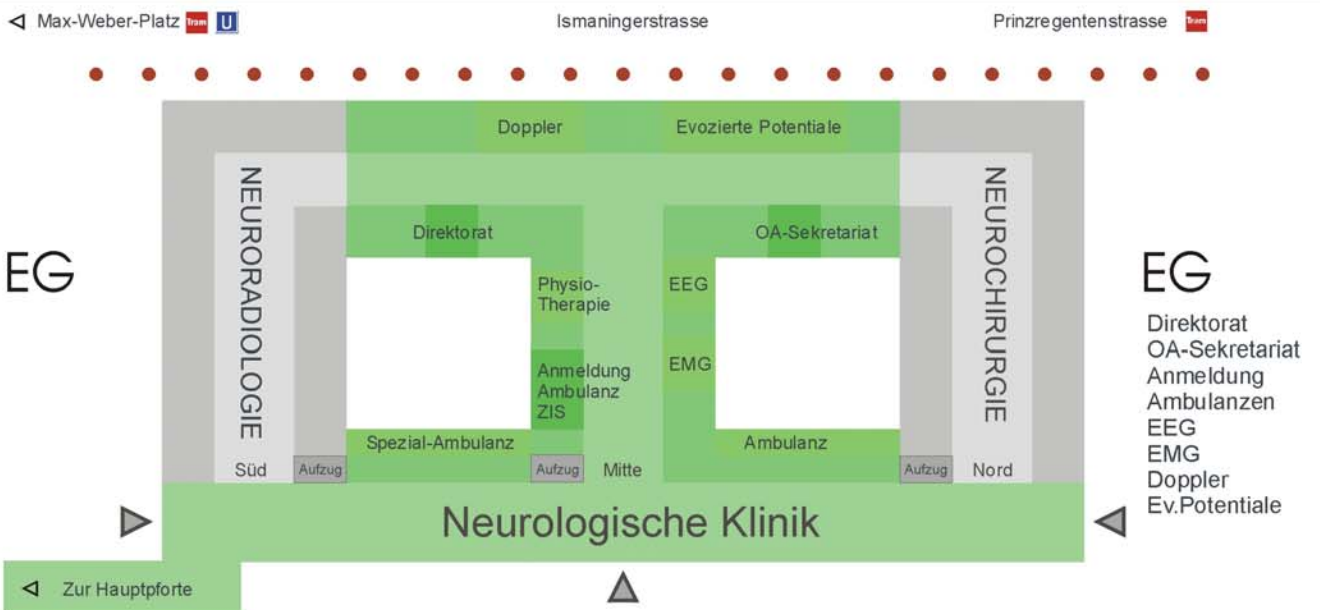 Max-Weber-Platz Tram U
Ismaningerstrasse
Prinzregentenstrasse Tram
Doppler
Evozierte Potentiale
NEURORADIOLOGIE
NEUROCHIRURGIE
Direktorat
OA-Sekretariat
EG
EG
Physio-
Therapie
EEG
Direktorat
OA-Sekretariat
Anmeldung
Ambulanzen
EEG
EMG
Doppler
Ev.Potentiale
Anmeldung
Ambulanz
ZIS
EMG
Spezial-Ambulanz
Ambulanz
Süd
Aufzug
Aufzug
Mitte
Aufzug
Nord
Neurologische Klinik
Zur Hauptpforte